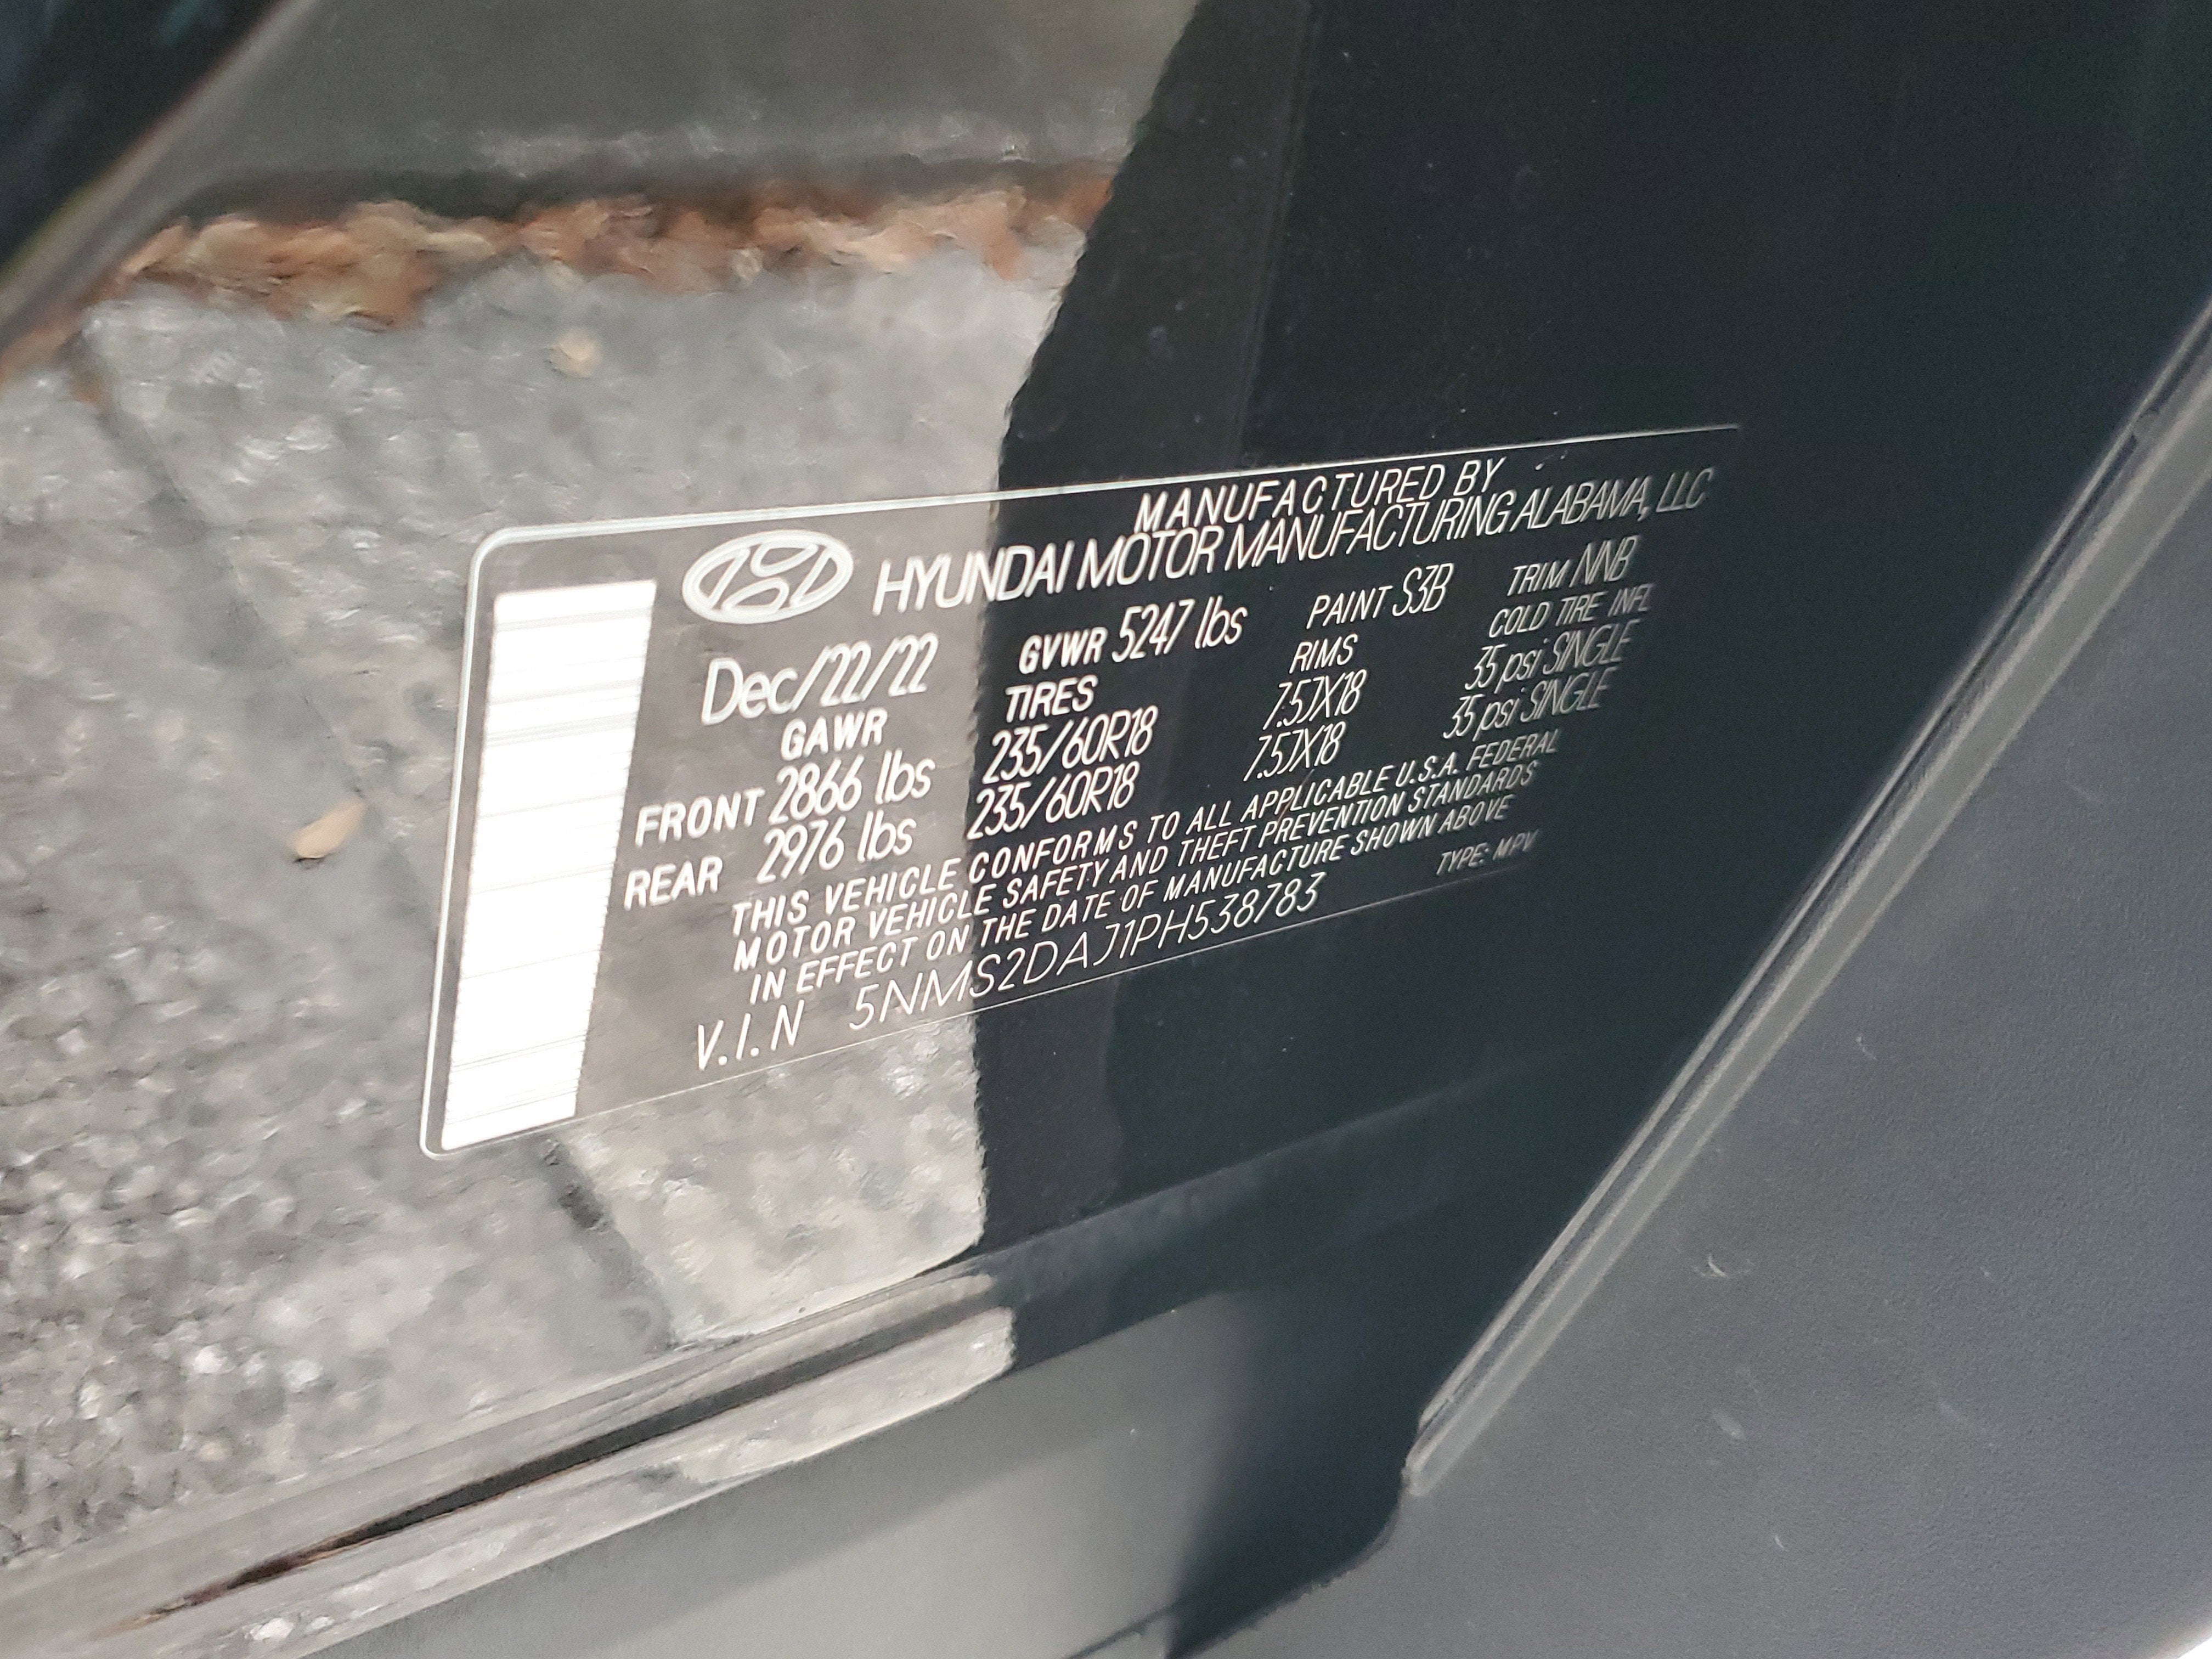 MANUFACTURED BY
HYUNDAI MOTOR MANUFACTURING ALABAMA, LLC
Dec/22/22 GVWR 5247 lbs PAINT S3B TRIM NNB
GAWR TIRES RIMS COLD TIRE INFL
FRONT 2866 lbs 235/60R18 7.5JX18 35 psi SINGLE
REAR 2976 lbs 235/60R18 7.5JX18 35 psi SINGLE
THIS VEHICLE CONFORMS TO ALL APPLICABLE U.S.A. FEDERAL
MOTOR VEHICLE SAFETY AND THEFT PREVENTION STANDARDS
IN EFFECT ON THE DATE OF MANUFACTURE SHOWN ABOVE
V.I.N 5NMS2DAJ1PH538783 TYPE: MPV